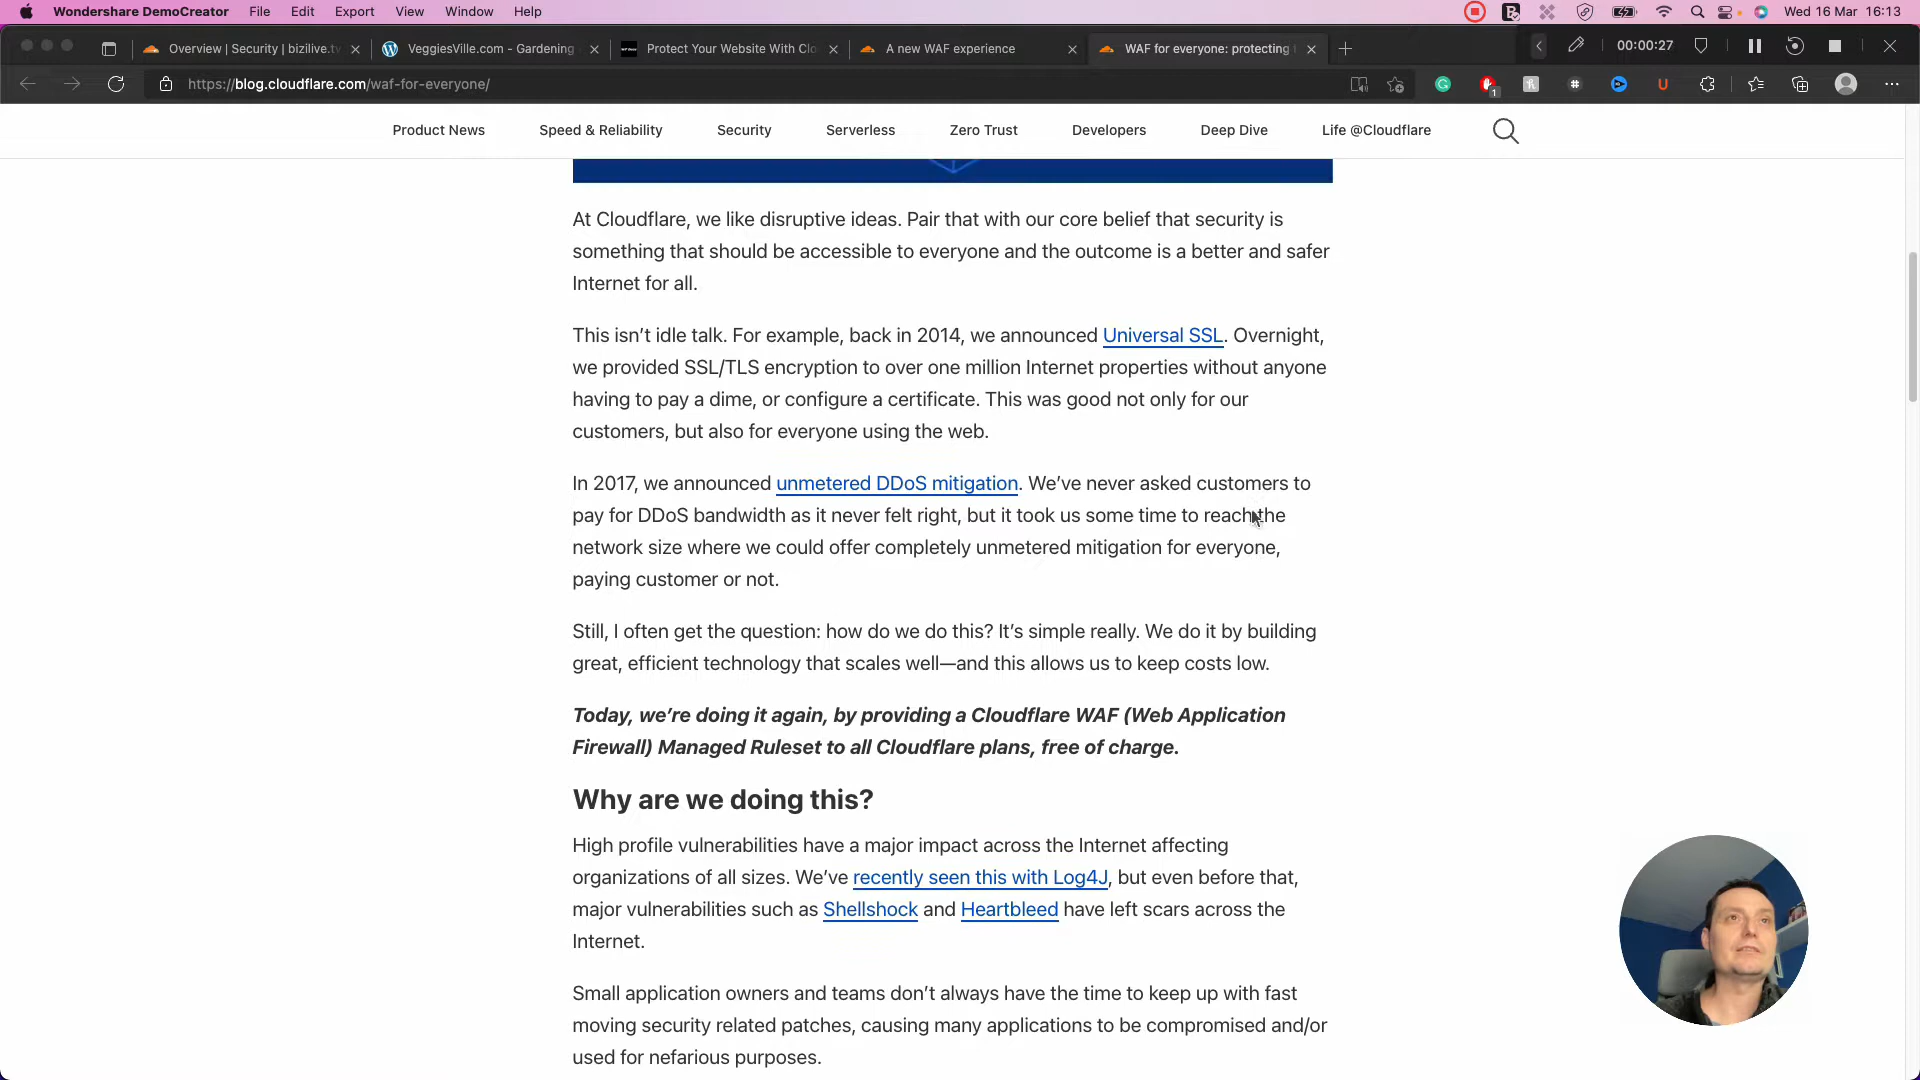 Wondershare DemoCreator File Edit Export View Window Help Wed 16 Mar 16:13
Overview | Security | bizilive.tv
VeggiesVille.com - Gardening
Protect Your Website With Clo
A new WAF experience
WAF for everyone: protecting
00:00:27
https://blog.cloudflare.com/waf-for-everyone/
Product News Speed & Reliability Security Serverless Zero Trust Developers Deep Dive Life @Cloudflare
At Cloudflare, we like disruptive ideas. Pair that with our core belief that security is
something that should be accessible to everyone and the outcome is a better and safer
Internet for all.
This isn’t idle talk. For example, back in 2014, we announced Universal SSL. Overnight,
we provided SSL/TLS encryption to over one million Internet properties without anyone
having to pay a dime, or configure a certificate. This was good not only for our
customers, but also for everyone using the web.
In 2017, we announced unmetered DDoS mitigation. We’ve never asked customers to
pay for DDoS bandwidth as it never felt right, but it took us some time to reach the
network size where we could offer completely unmetered mitigation for everyone,
paying customer or not.
Still, I often get the question: how do we do this? It’s simple really. We do it by building
great, efficient technology that scales well—and this allows us to keep costs low.
Today, we’re doing it again, by providing a Cloudflare WAF (Web Application
Firewall) Managed Ruleset to all Cloudflare plans, free of charge.
Why are we doing this?
High profile vulnerabilities have a major impact across the Internet affecting
organizations of all sizes. We’ve recently seen this with Log4J, but even before that,
major vulnerabilities such as Shellshock and Heartbleed have left scars across the
Internet.
Small application owners and teams don’t always have the time to keep up with fast
moving security related patches, causing many applications to be compromised and/or
used for nefarious purposes.